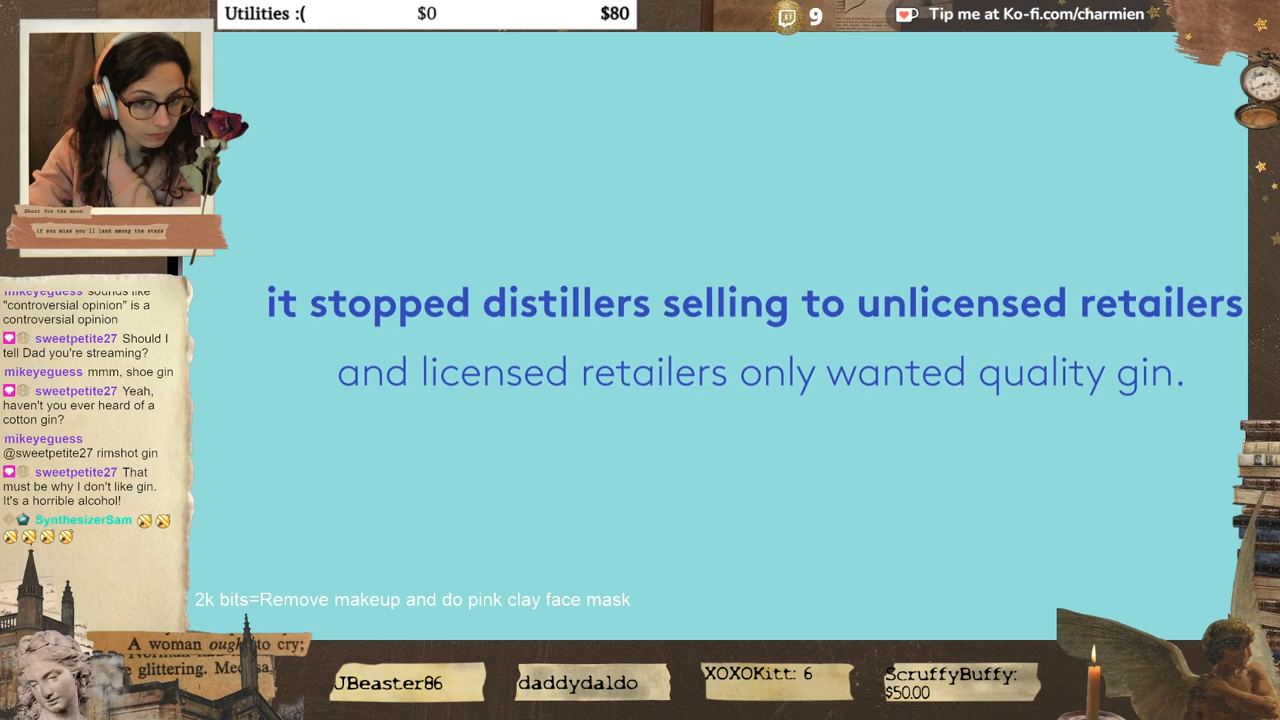 Utilities :( $0 $80
9
Tip me at Ko-fi.com/charmien
Shoot for the moon
if you miss you'll land among the stars
mikeyeguess sounds like
"controversial opinion" is a
controversial opinion
sweetpetite27 Should I
tell Dad you're streaming?
mikeyeguess mmm, shoe gin
sweetpetite27 Yeah,
haven't you ever heard of a
cotton gin?
mikeyeguess
@sweetpetite27 rimshot gin
sweetpetite27 That
must be why I don't like gin.
It's a horrible alcohol!
SynthesizerSam
it stopped distillers selling to unlicensed retailers
and licensed retailers only wanted quality gin.
2k bits=Remove makeup and do pink clay face mask
A woman ought to cry;
glittering.
JBeaster86
daddydaldo
XOXOKitt: 6
ScruffyBuffy:
$50.00